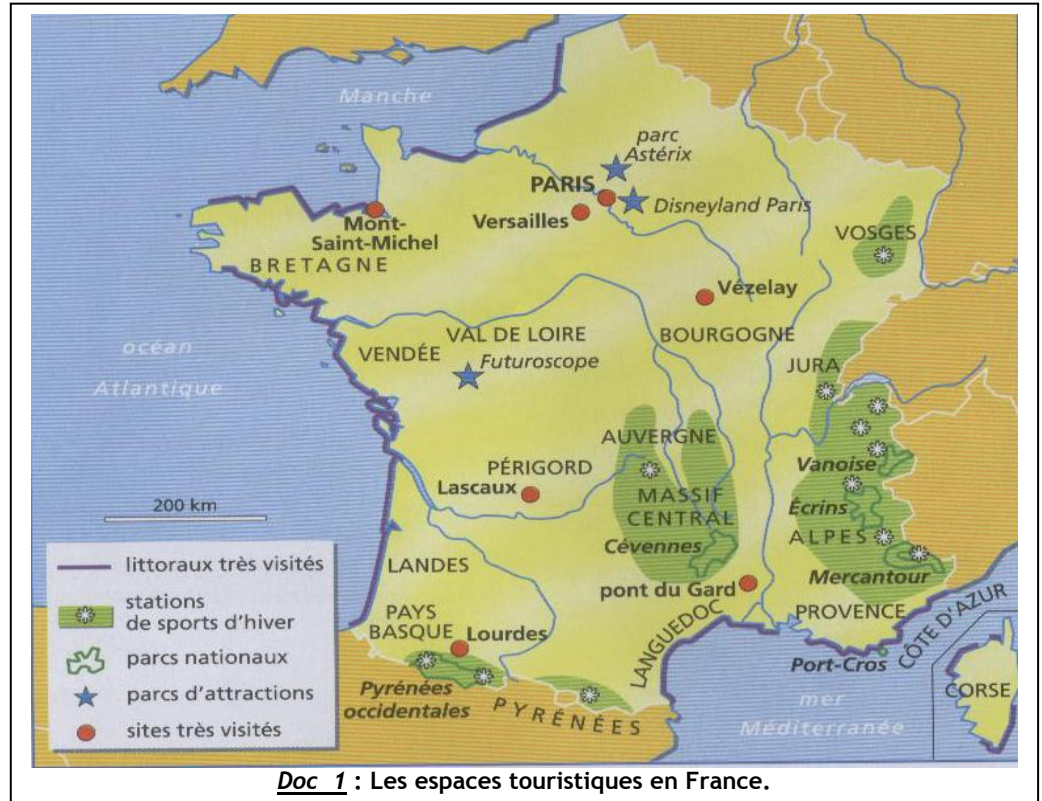 Manche
parc
Astérix
PARIS
Disneyland Paris
Versailles
Mont-
Saint-Michel
BRETAGNE
VOSGES
Vézelay
BOURGOGNE
VAL DE LOIRE
VENDÉE
Futuroscope
océan
Atlantique
JURA
AUVERGNE
PÉRIGORD
Lascaux
MASSIF
CENTRAL
Cévennes
Vanoise
Écrins
ALPES
Mercantour
200 km
LANDES
PAYS
BASQUE
Lourdes
pont du Gard
LANGUEDOC
PROVENCE
CÔTE D'AZUR
Port-Cros
CORSE
Pyrénées
occidentales
PYRÉNÉES
mer
Méditerranée
littoraux très visités
stations
de sports d'hiver
parcs nationaux
parcs d'attractions
sites très visités
Doc 1 : Les espaces touristiques en France.